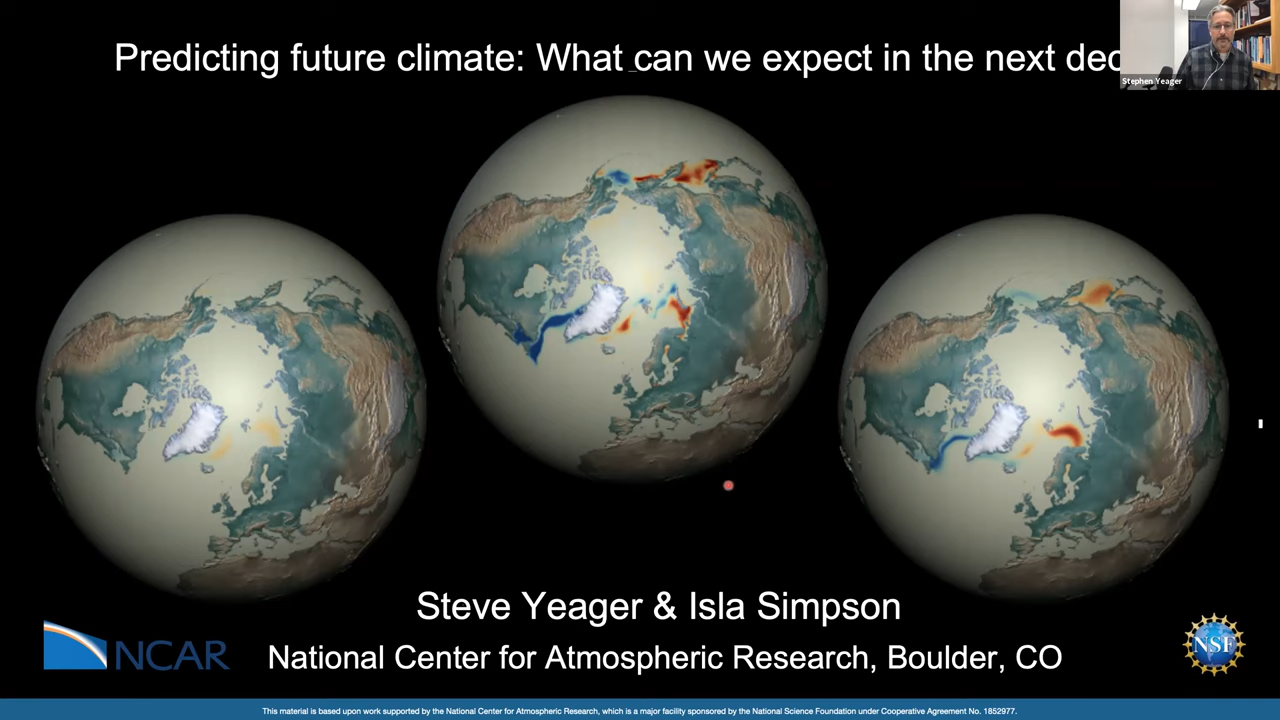 Predicting future climate: What can we expect in the next dec
Stephen Yeager
Steve Yeager & Isla Simpson
NCAR
National Center for Atmospheric Research, Boulder, CO
NSF
This material is based upon work supported by the National Center for Atmospheric Research, which is a major facility sponsored by the National Science Foundation under Cooperative Agreement No. 1852977.